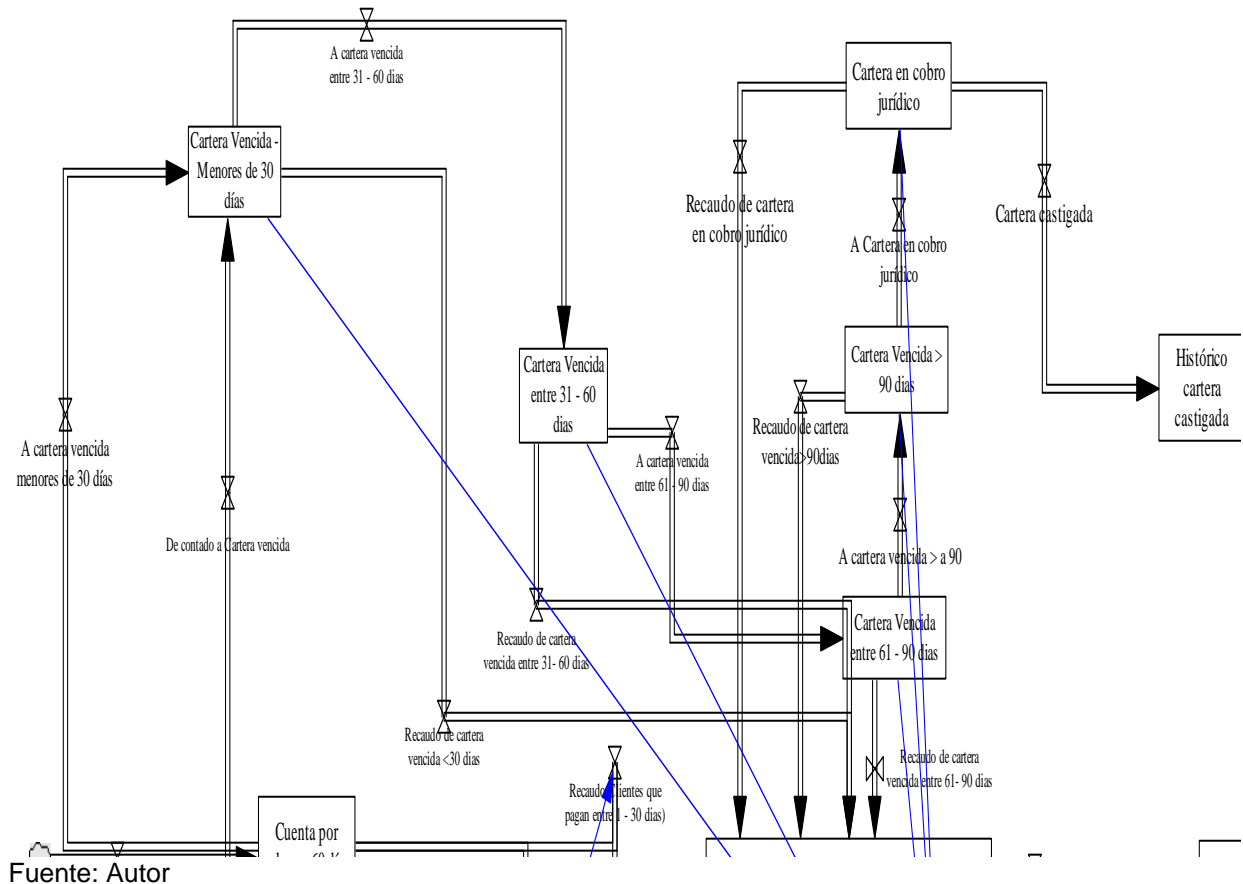 A cartera vencida
entre 31 - 60 dias
Cartera en cobro
jurídico
Cartera Vencida -
Menores de 30
días
Recaudo de cartera
en cobro jurídico
Cartera castigada
A Cartera en cobro
jurídico
Cartera Vencida
entre 31 - 60
dias
Cartera Vencida >
90 dias
Histórico
cartera
castigada
A cartera vencida
menores de 30 días
A cartera vencida
entre 61 - 90 dias
Recaudo de cartera
vencida>90dias
De contado a Cartera vencida
A cartera vencida > a 90
Recaudo de cartera
vencida entre 31- 60 dias
Cartera Vencida
entre 61 - 90 dias
Recaudo de cartera
vencida <30 dias
Recaudo de cartera
vencida entre 61- 90 dias
pagan entre 1 - 30 dias)
Cuenta por
Fuente: Autor